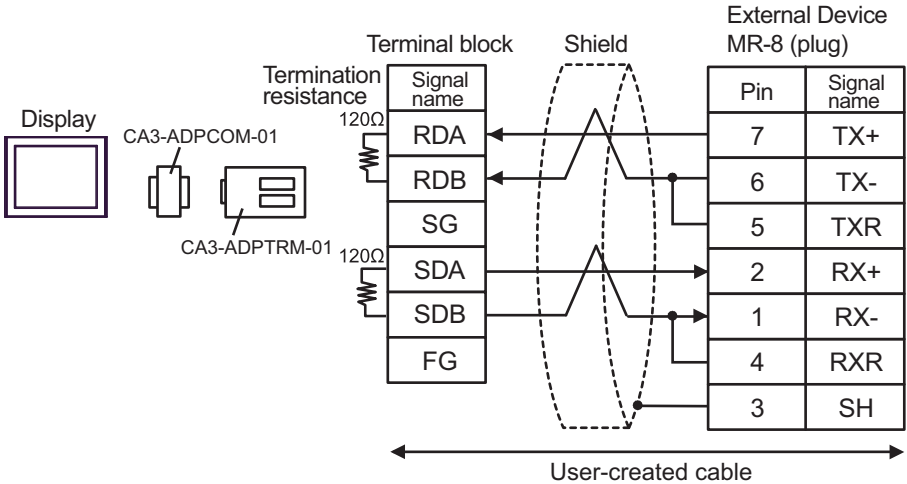 External Device
MR-8 (plug)
Terminal block
Shield
Termination
resistance
Signal
name
Pin
Signal
name
Display
CA3-ADPCOM-01
CA3-ADPTRM-01
120Ω
RDA
7
TX+
RDB
6
TX-
SG
5
TXR
120Ω
SDA
2
RX+
SDB
1
RX-
FG
4
RXR
3
SH
User-created cable